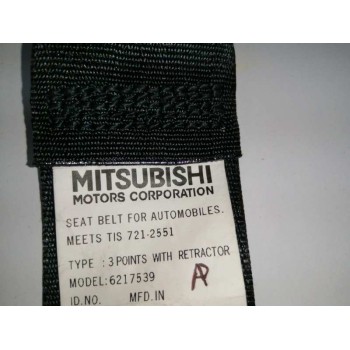 MITSUBISHI
MOTORS CORPORATION
SEAT BELT FOR AUTOMOBILES.
MEETS TIS 721-2551
TYPE : 3 POINTS WITH RETRACTOR
MODEL: 6217539
ID.NO. MFD.IN